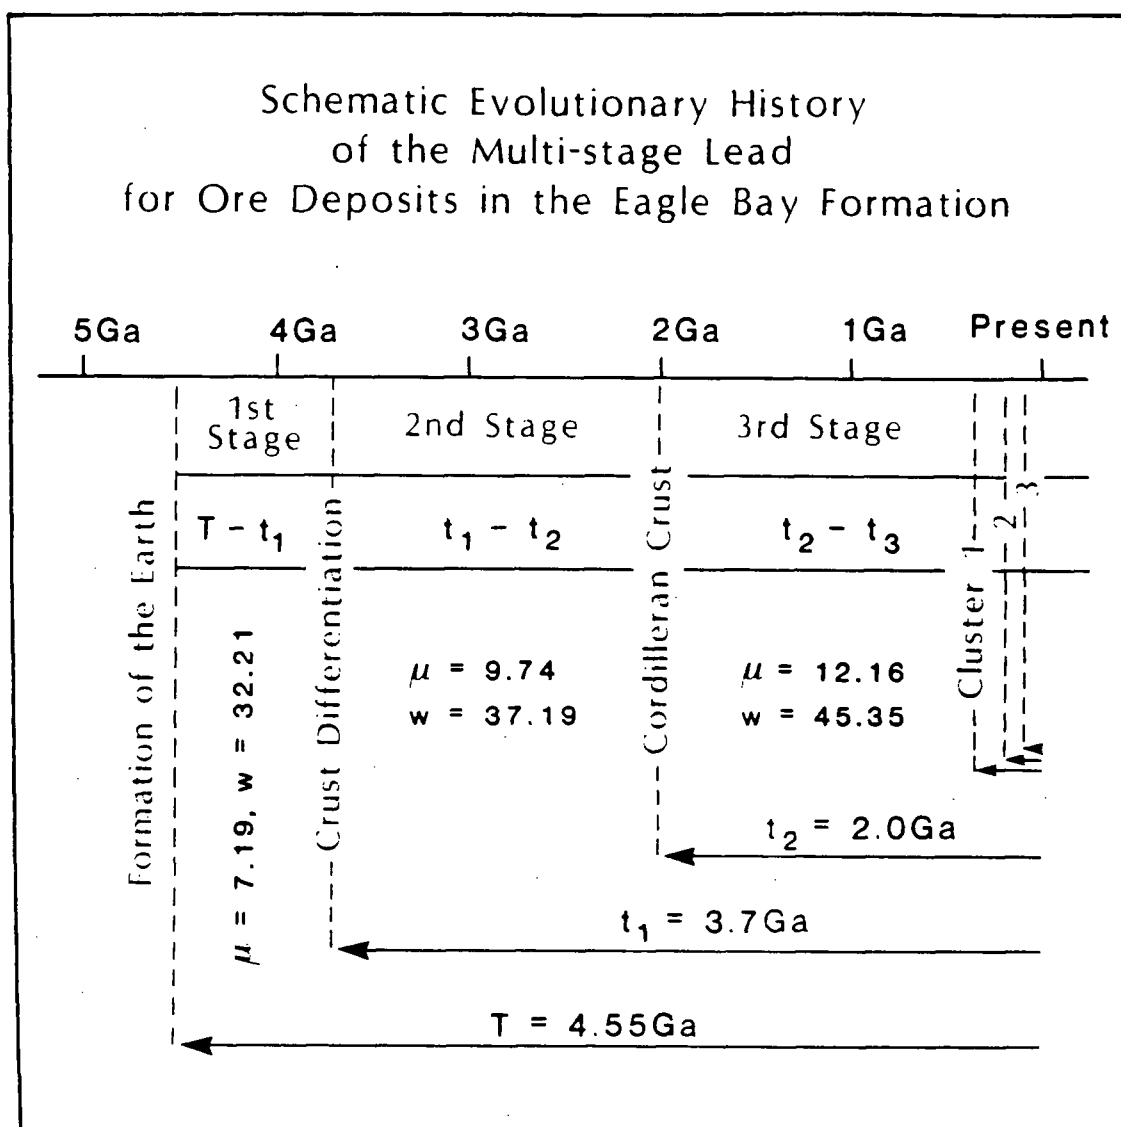 Schematic Evolutionary History
of the Multi-stage Lead
for Ore Deposits in the Eagle Bay Formation
5Ga 4Ga 3Ga 2Ga 1Ga Present
1st
Stage
2nd Stage
3rd Stage
T - t₁
t₁ - t₂
t₂ - t₃
Formation of the Earth
μ = 7.19, w = 32.21
Crust Differentiation
μ = 9.74
w = 37.19
Cordilleran Crust
μ = 12.16
w = 45.35
Cluster 1
2
3
t₂ = 2.0Ga
t₁ = 3.7Ga
T = 4.55Ga